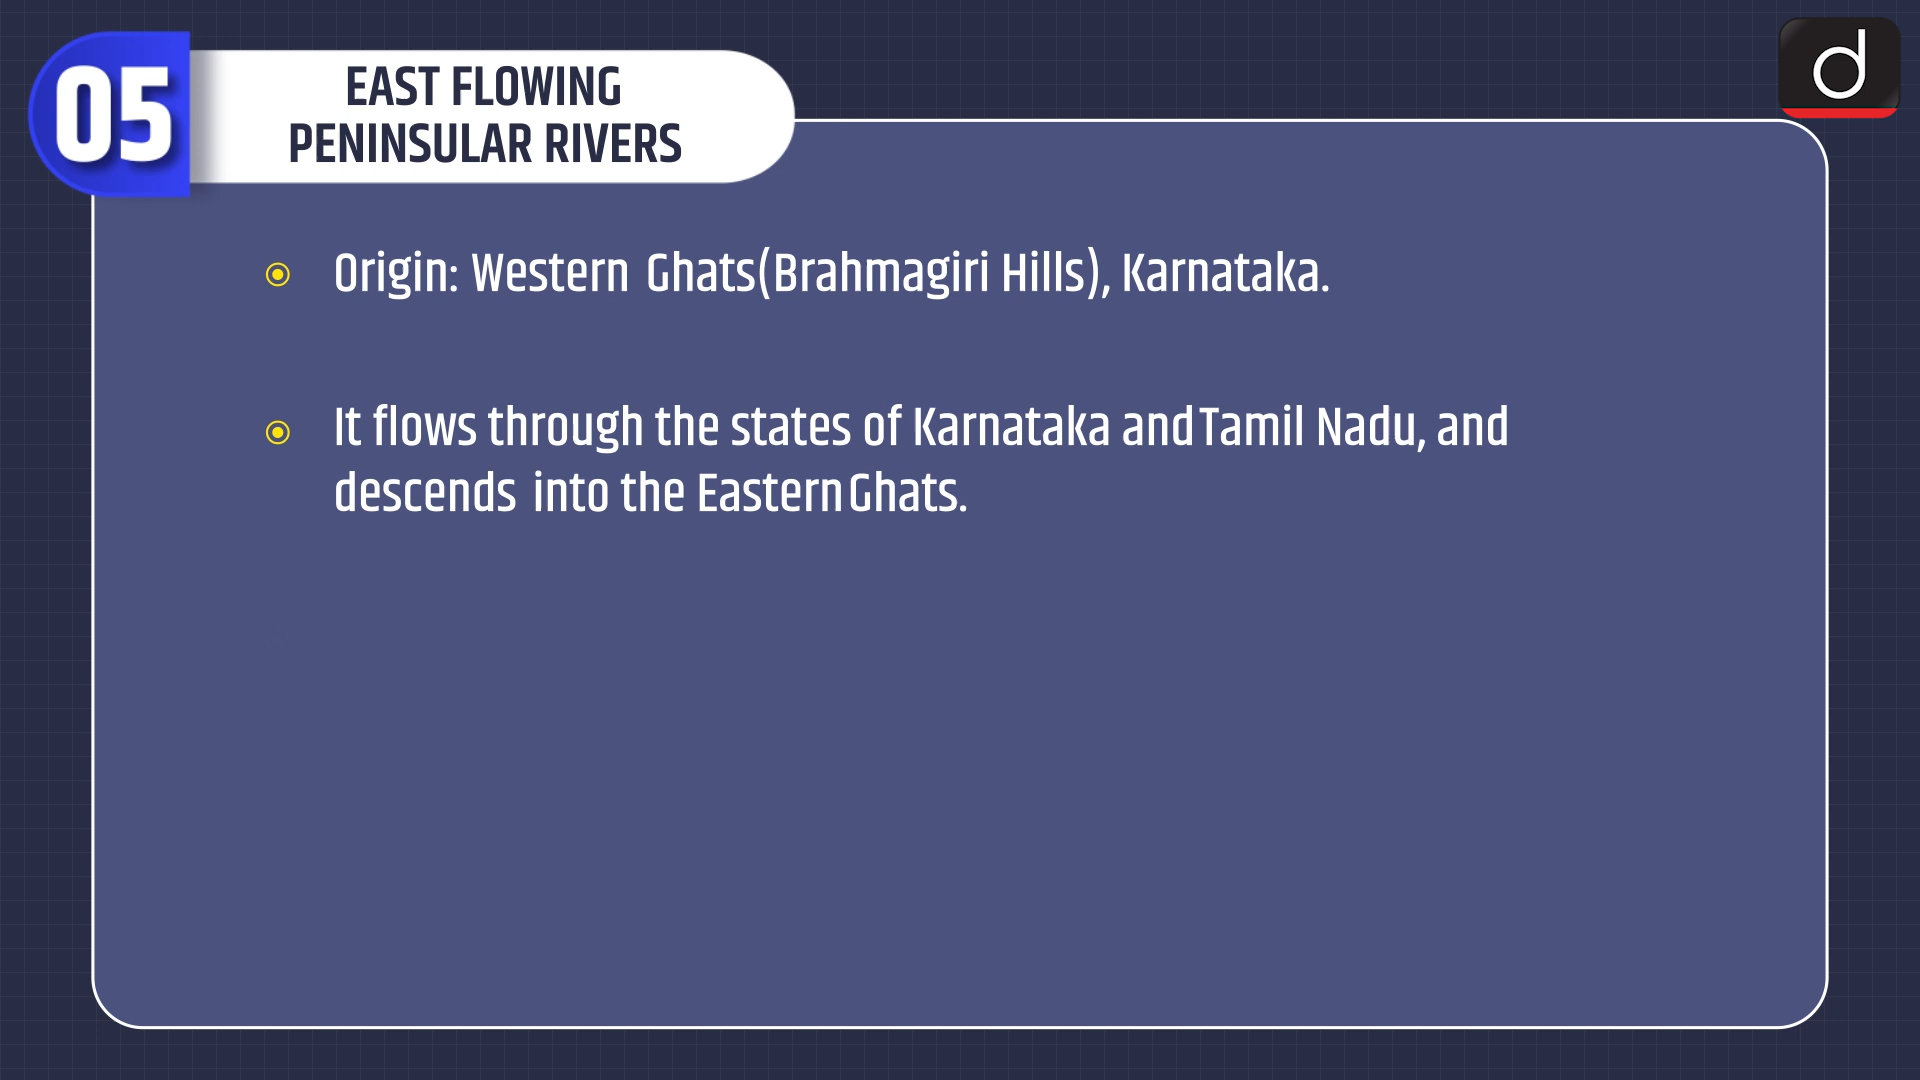 05
EAST FLOWING
PENINSULAR RIVERS
d
Origin: Western Ghats(Brahmagiri Hills), Karnataka.
It flows through the states of Karnataka and Tamil Nadu, and
descends into the Eastern Ghats.